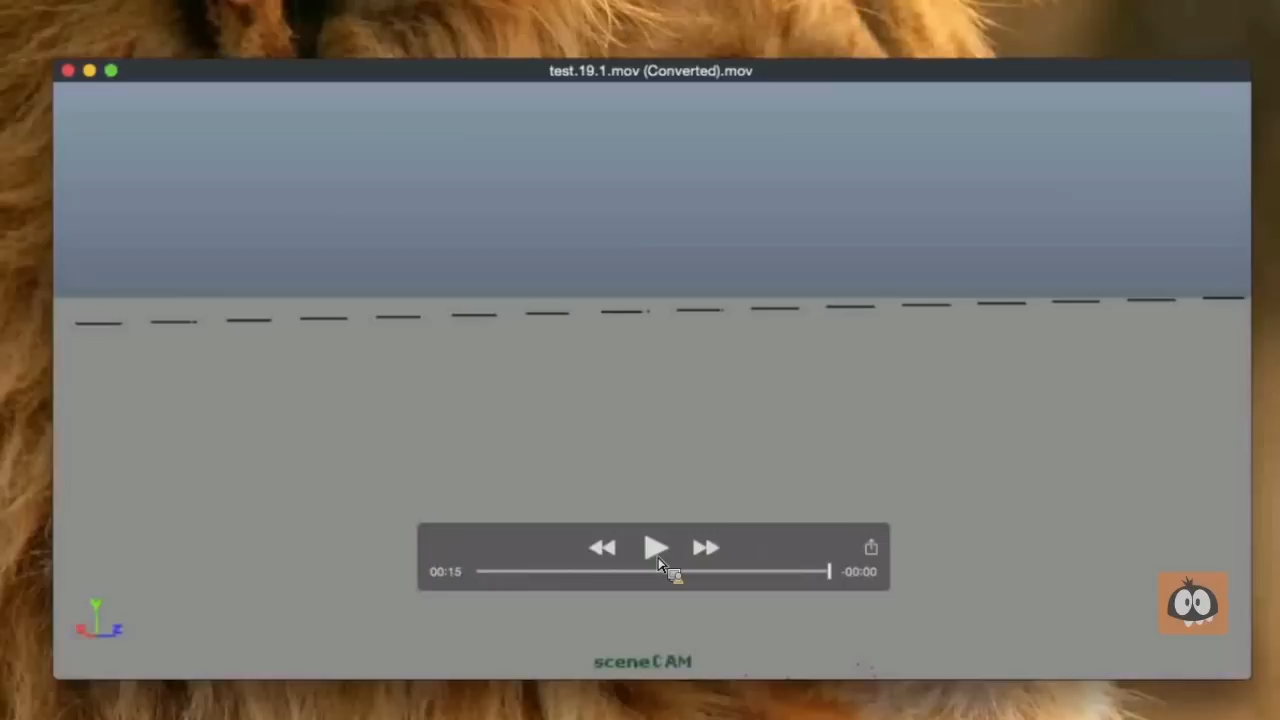 test.19.1.mov (Converted).mov
00:15
-00:00
Y
Z
sceneCAM